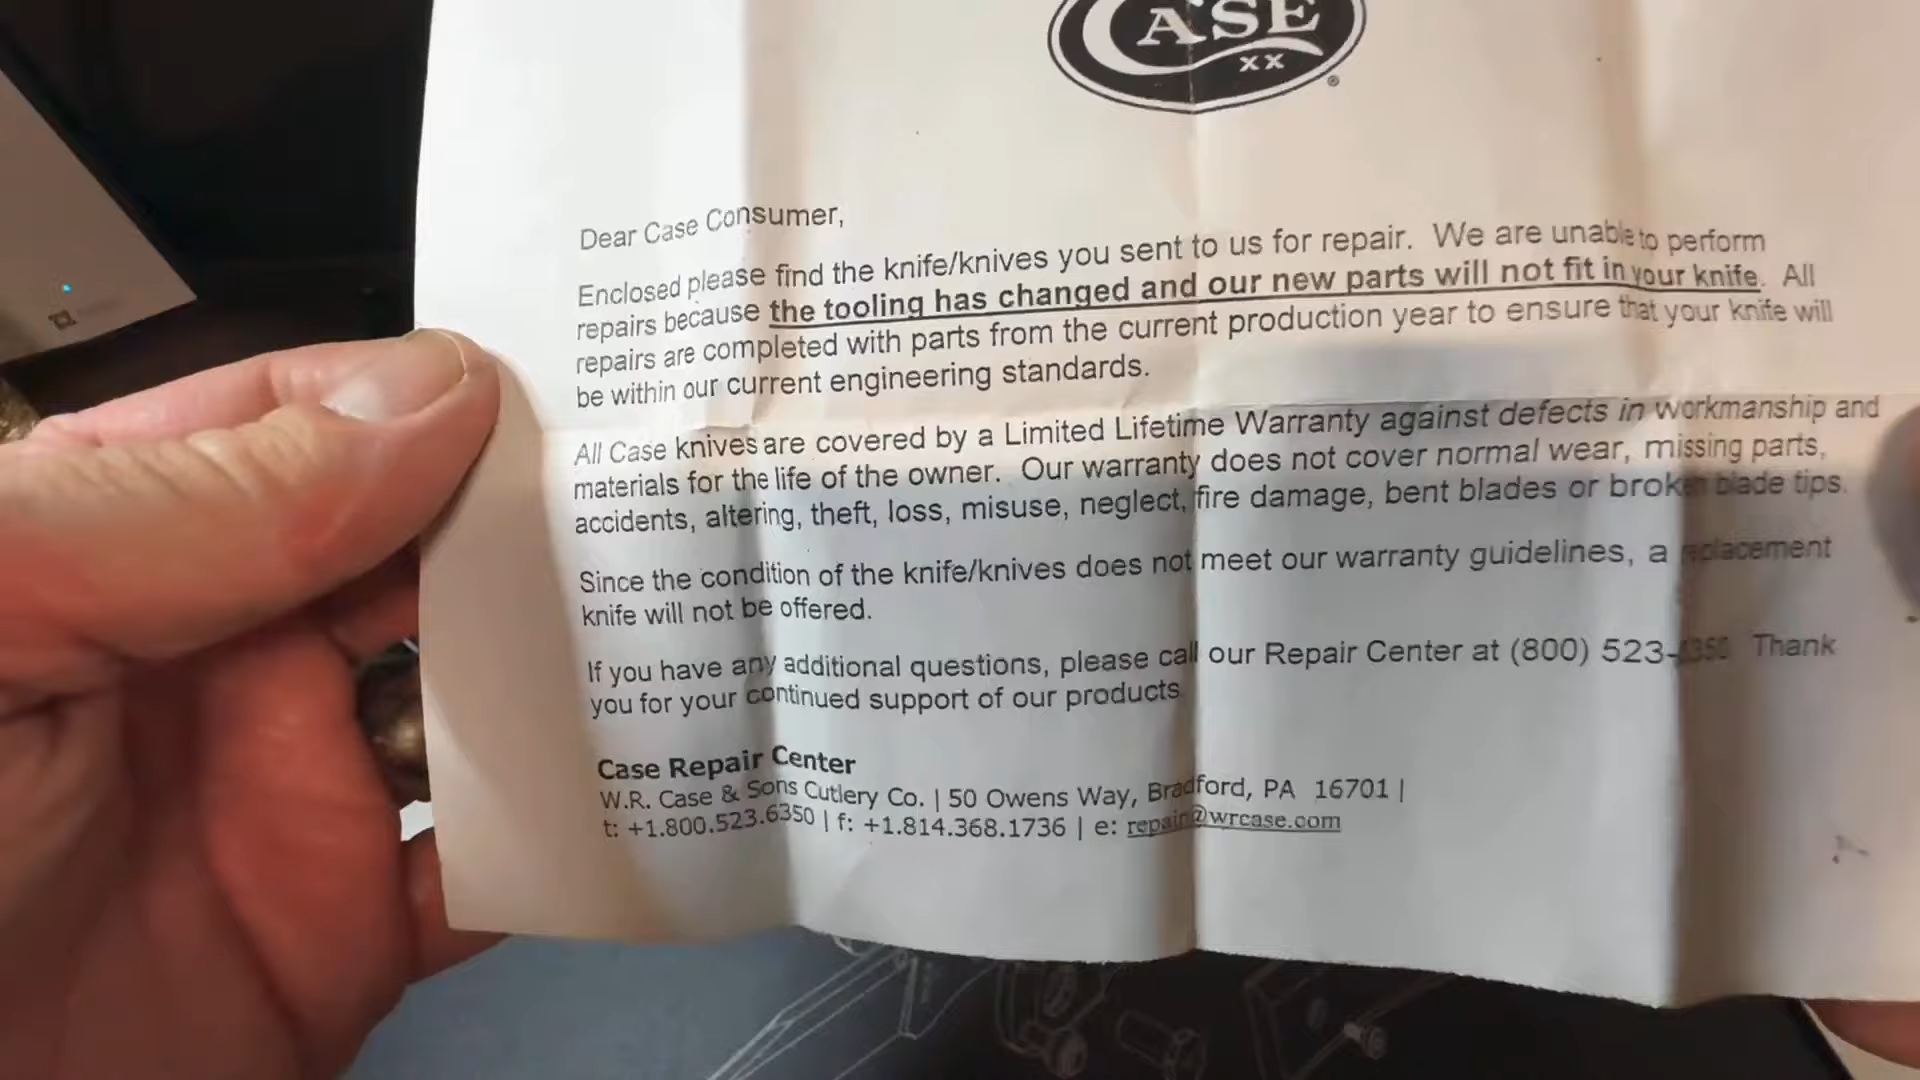 CASE
XX
®
Dear Case Consumer,
Enclosed please find the knife/knives you sent to us for repair. We are unable to perform
repairs because the tooling has changed and our new parts will not fit in your knife. All
repairs are completed with parts from the current production year to ensure that your knife will
be within our current engineering standards.
All Case knives are covered by a Limited Lifetime Warranty against defects in workmanship and
materials for the life of the owner. Our warranty does not cover normal wear, missing parts,
accidents, altering, theft, loss, misuse, neglect, fire damage, bent blades or broken blade tips.
Since the condition of the knife/knives does not meet our warranty guidelines, a replacement
knife will not be offered.
If you have any additional questions, please call our Repair Center at (800) 523-6350 Thank
you for your continued support of our products.
Case Repair Center
W.R. Case & Sons Cutlery Co. | 50 Owens Way, Bradford, PA 16701 |
t: +1.800.523.6350 | f: +1.814.368.1736 | e: repair@wrcase.com